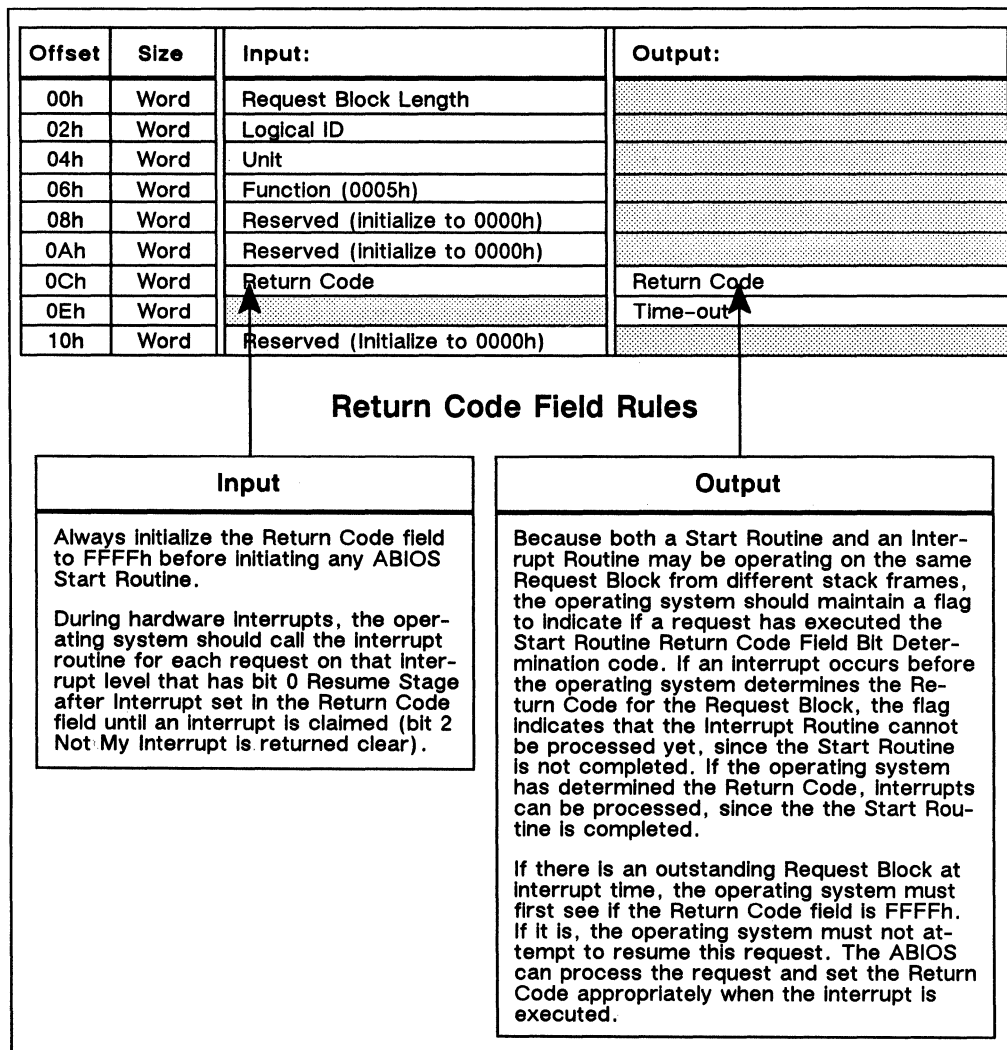 Offset Size Input: Output:
00h Word Request Block Length
02h Word Logical ID
04h Word Unit
06h Word Function (0005h)
08h Word Reserved (initialize to 0000h)
0Ah Word Reserved (initialize to 0000h)
0Ch Word Return Code Return Code
0Eh Word Time-out
10h Word Reserved (Initialize to 0000h)
Return Code Field Rules
Input
Always initialize the Return Code field
to FFFFh before initiating any ABIOS
Start Routine.
During hardware interrupts, the oper-
ating system should call the interrupt
routine for each request on that inter-
rupt level that has bit 0 Resume Stage
after Interrupt set in the Return Code
field until an interrupt is claimed (bit 2
Not My Interrupt is returned clear).
Output
Because both a Start Routine and an Inter-
rupt Routine may be operating on the same
Request Block from different stack frames,
the operating system should maintain a flag
to indicate if a request has executed the
Start Routine Return Code Field Bit Deter-
mination code. If an interrupt occurs before
the operating system determines the Re-
turn Code for the Request Block, the flag
indicates that the Interrupt Routine cannot
be processed yet, since the Start Routine
is not completed. If the operating system
has determined the Return Code, interrupts
can be processed, since the the Start Rou-
tine is completed.
If there is an outstanding Request Block at
interrupt time, the operating system must
first see if the Return Code field is FFFFh.
If it is, the operating system must not at-
tempt to resume this request. The ABIOS
can process the request and set the Return
Code appropriately when the interrupt is
executed.